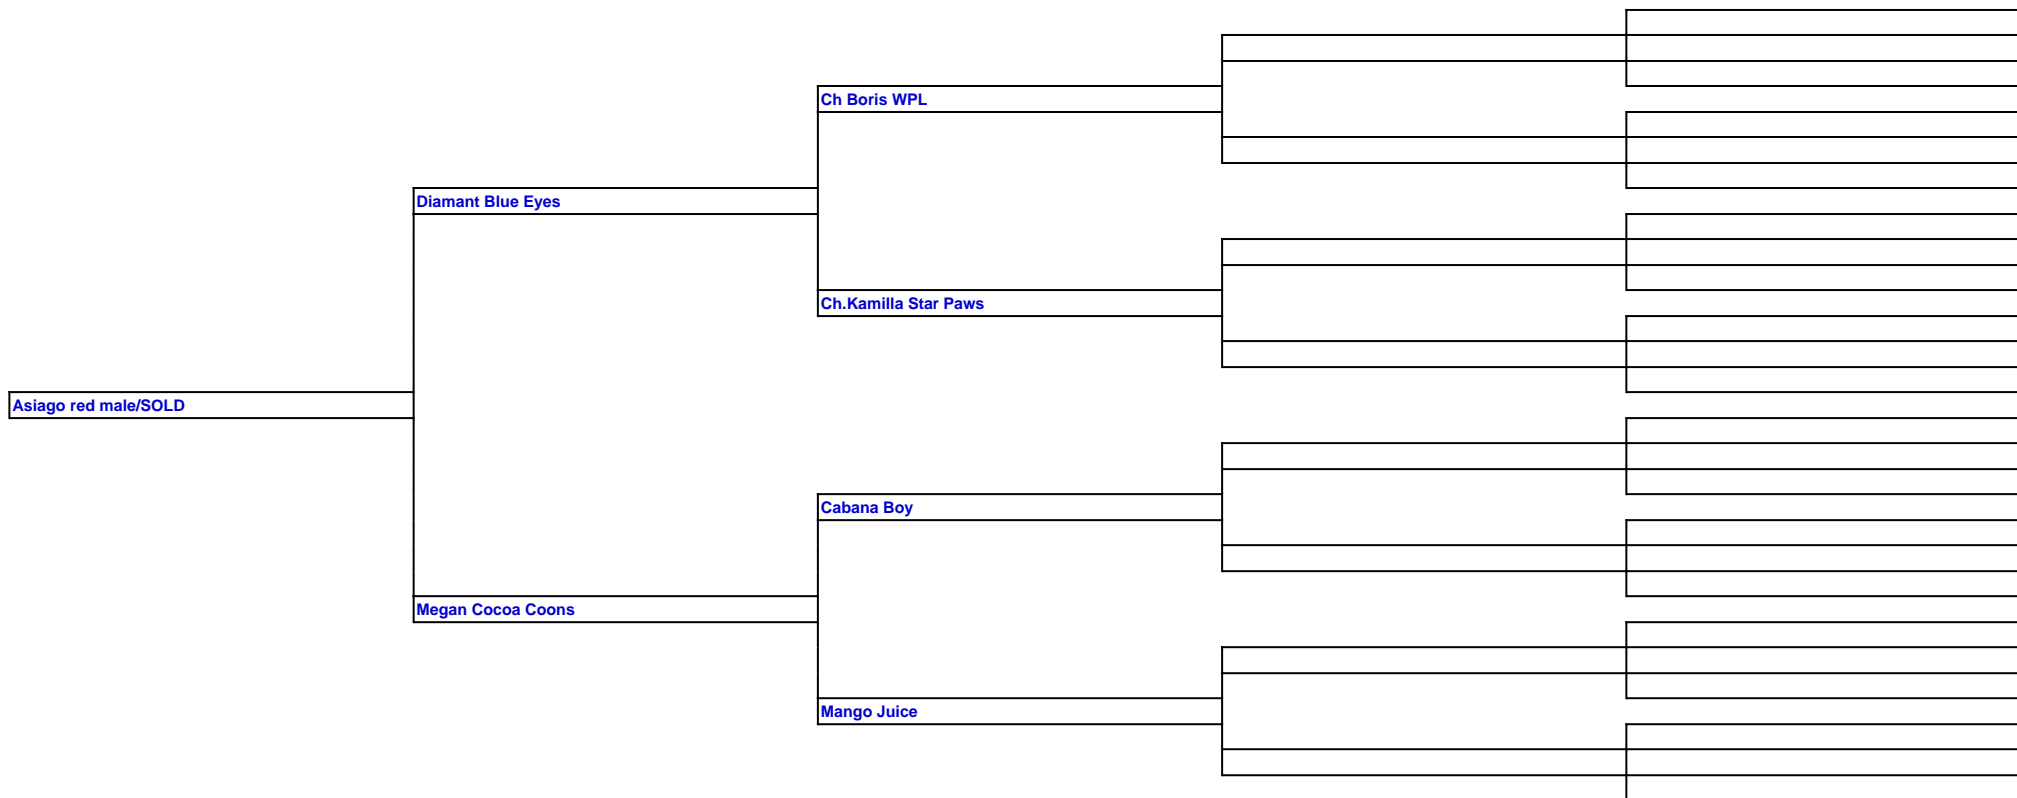 Ch Boris WPL
Diamant Blue Eyes
Ch.Kamilla Star Paws
Asiago red male/SOLD
Cabana Boy
Megan Cocoa Coons
Mango Juice